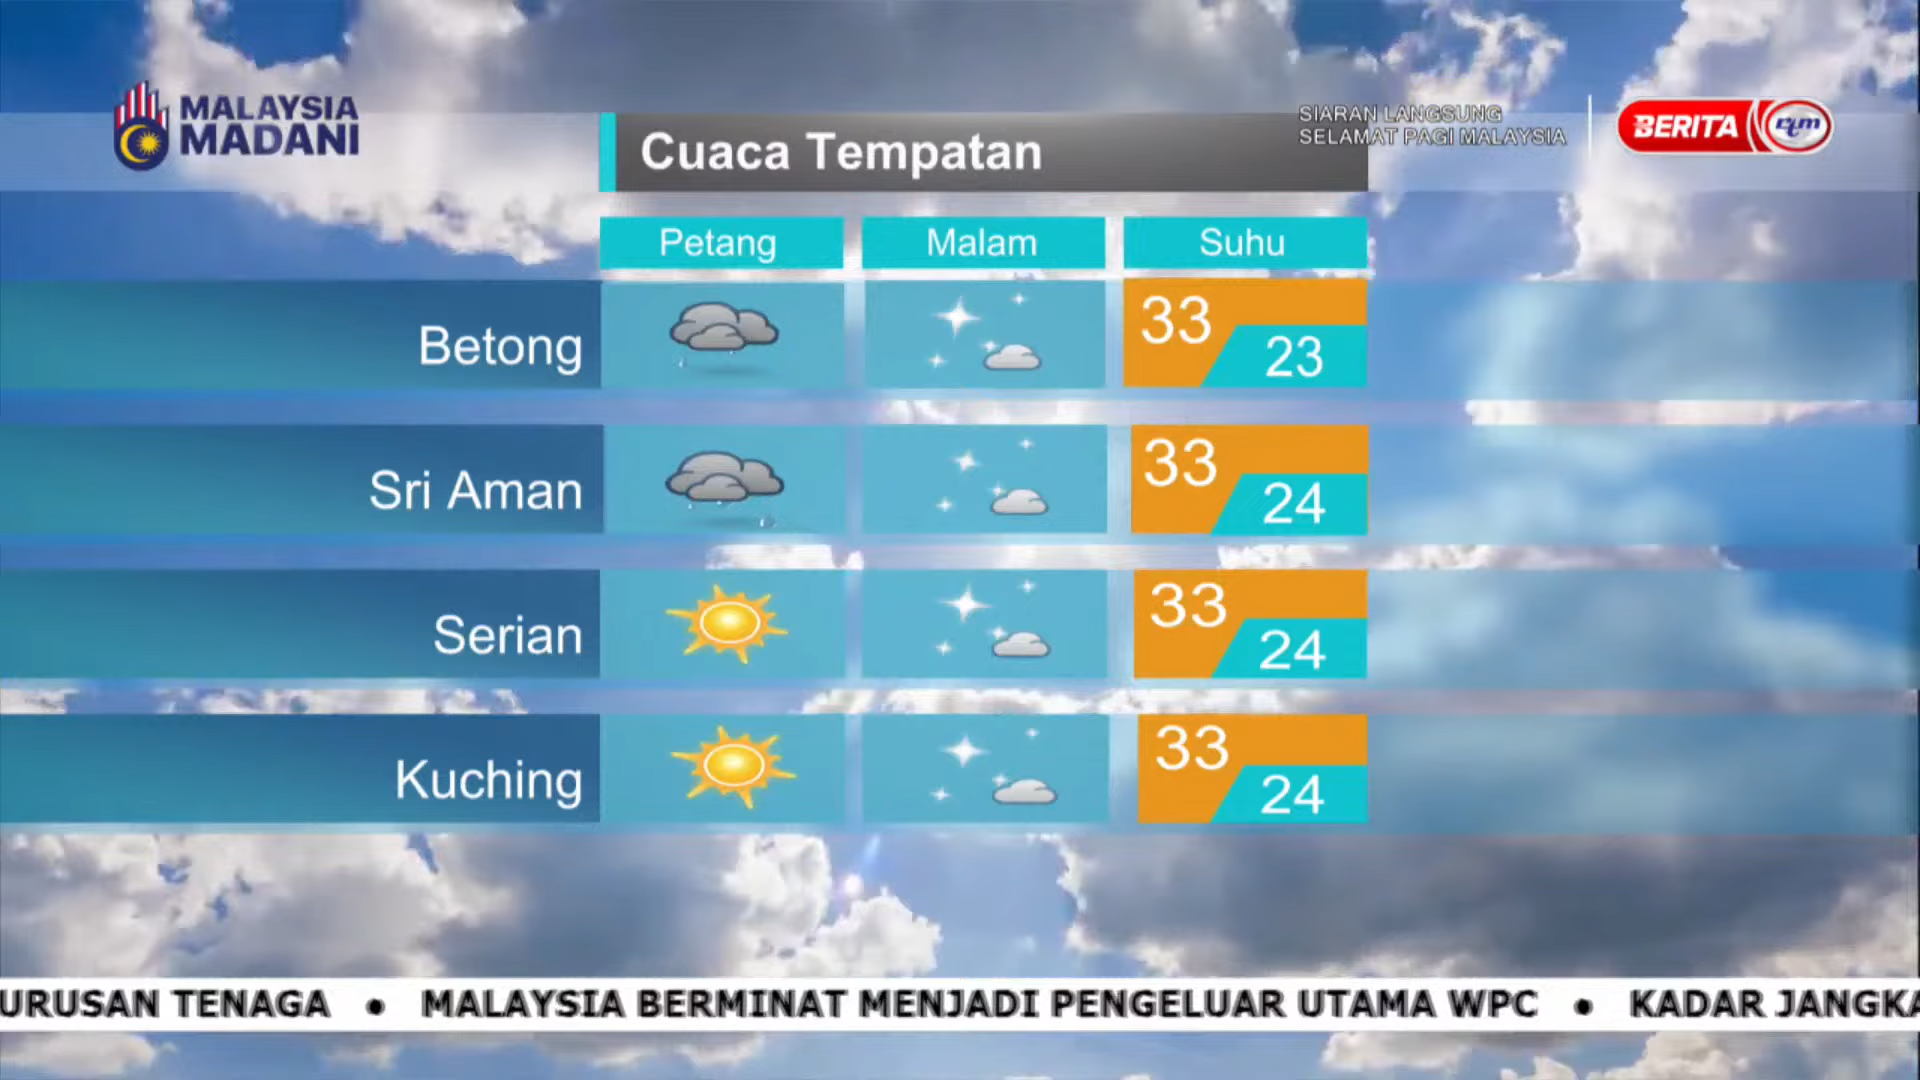 MALAYSIA
MADANI
Cuaca Tempatan
SIARAN LANGSUNG
SELAMAT PAGI MALAYSIA
BERITA rtm
Petang Malam Suhu
Betong 33 23
Sri Aman 33 24
Serian 33 24
Kuching 33 24
URUSAN TENAGA • MALAYSIA BERMINAT MENJADI PENGELUAR UTAMA WPC • KADAR JANGKA